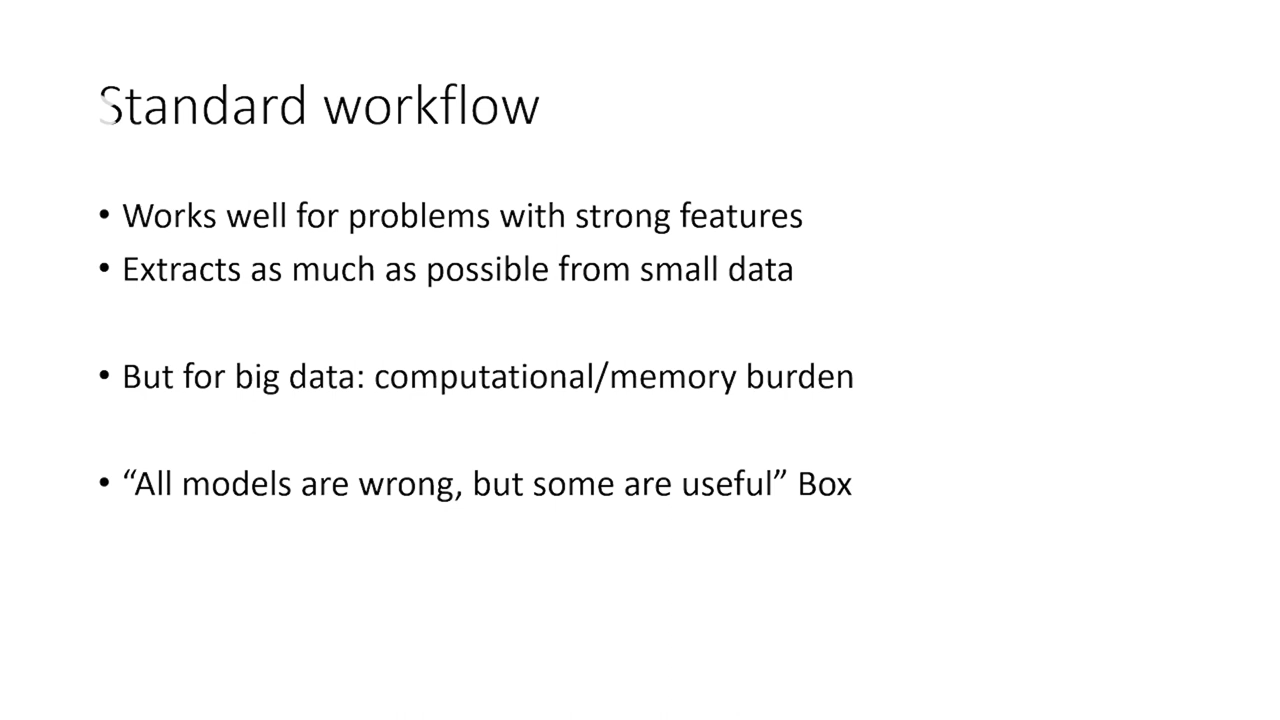 Standard workflow
• Works well for problems with strong features
• Extracts as much as possible from small data
• But for big data: computational/memory burden
• “All models are wrong, but some are useful” Box